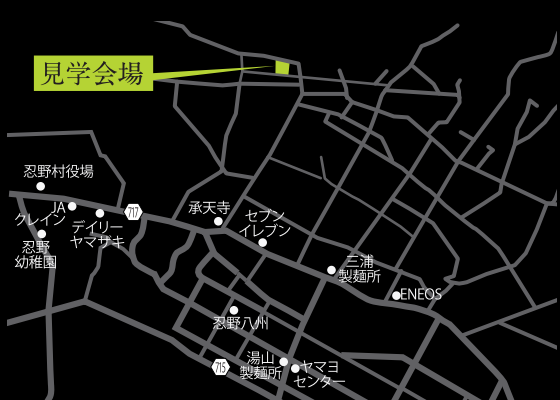 見学会場
忍野村役場
JA
クレイン
デイリー
ヤマザキ
717
承天寺
セブン
イレブン
忍野
幼稚園
三浦
製麺所
ENEOS
忍野八州
湯山
製麺所
ヤマヨ
センター
715